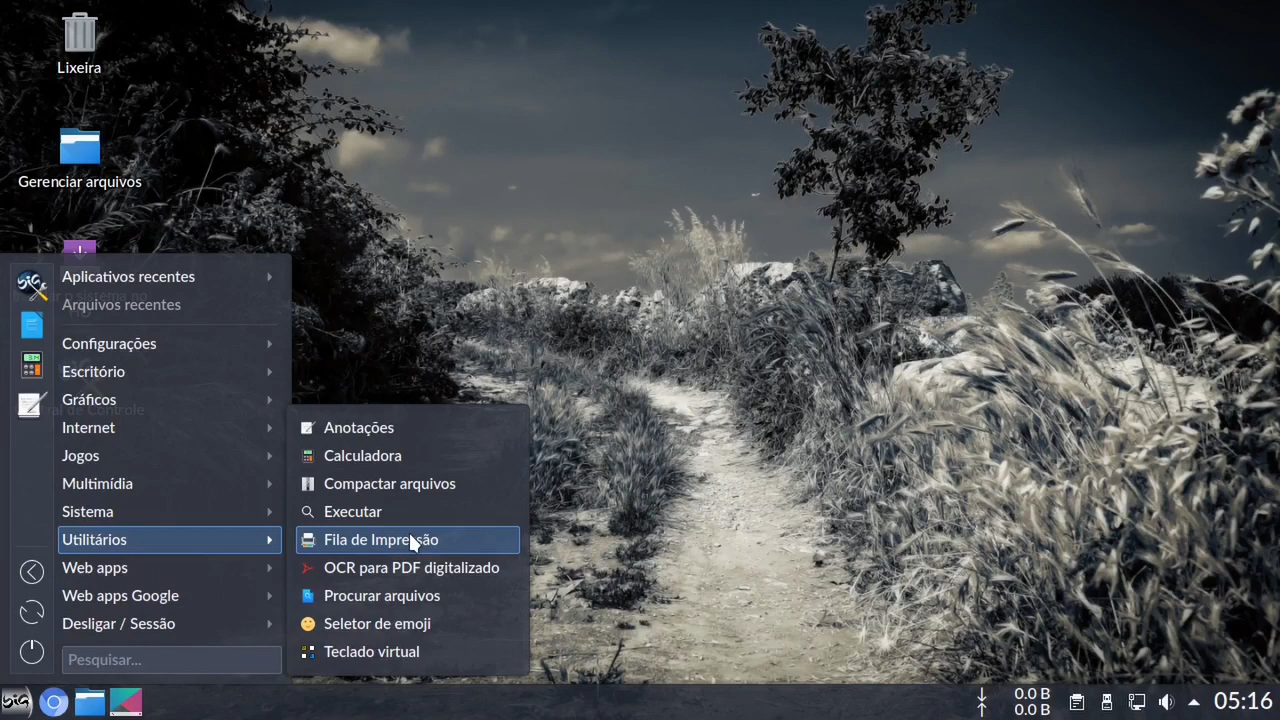 Lixeira
Gerenciar arquivos
Aplicativos recentes
Arquivos recentes
Configurações
Escritório
Gráficos
Internet
Jogos
Multimídia
Sistema
Utilitários
Web apps
Web apps Google
Desligar / Sessão
Pesquisar...
Anotações
Calculadora
Compactar arquivos
Executar
Fila de Impressão
OCR para PDF digitalizado
Procurar arquivos
Seletor de emoji
Teclado virtual
BIG
0.0 B
0.0 B
05:16